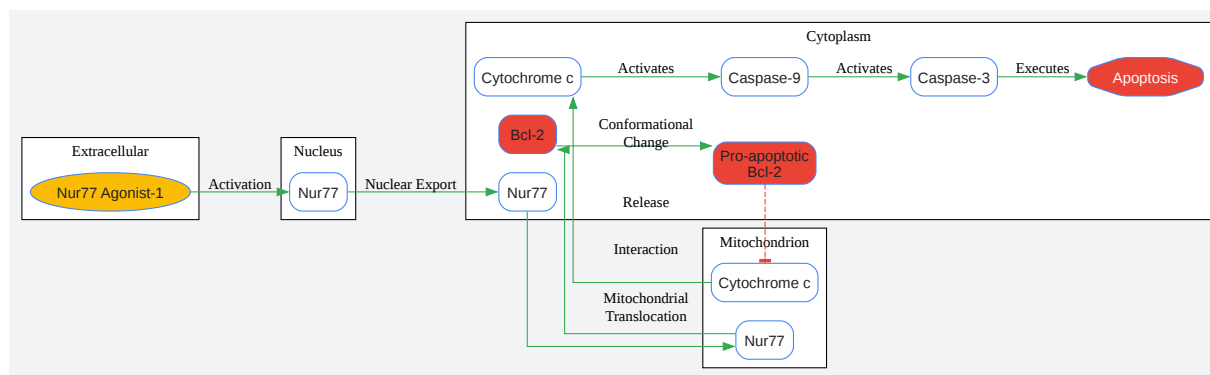 Cytoplasm
Cytochrome c
Activates
Caspase-9
Activates
Caspase-3
Executes
Apoptosis
Bcl-2
Conformational
Change
Pro-apoptotic
Bcl-2
Extracellular
Nur77 Agonist-1
Activation
Nucleus
Nur77
Nuclear Export
Nur77
Release
Mitochondrion
Interaction
Cytochrome c
Mitochondrial
Translocation
Nur77